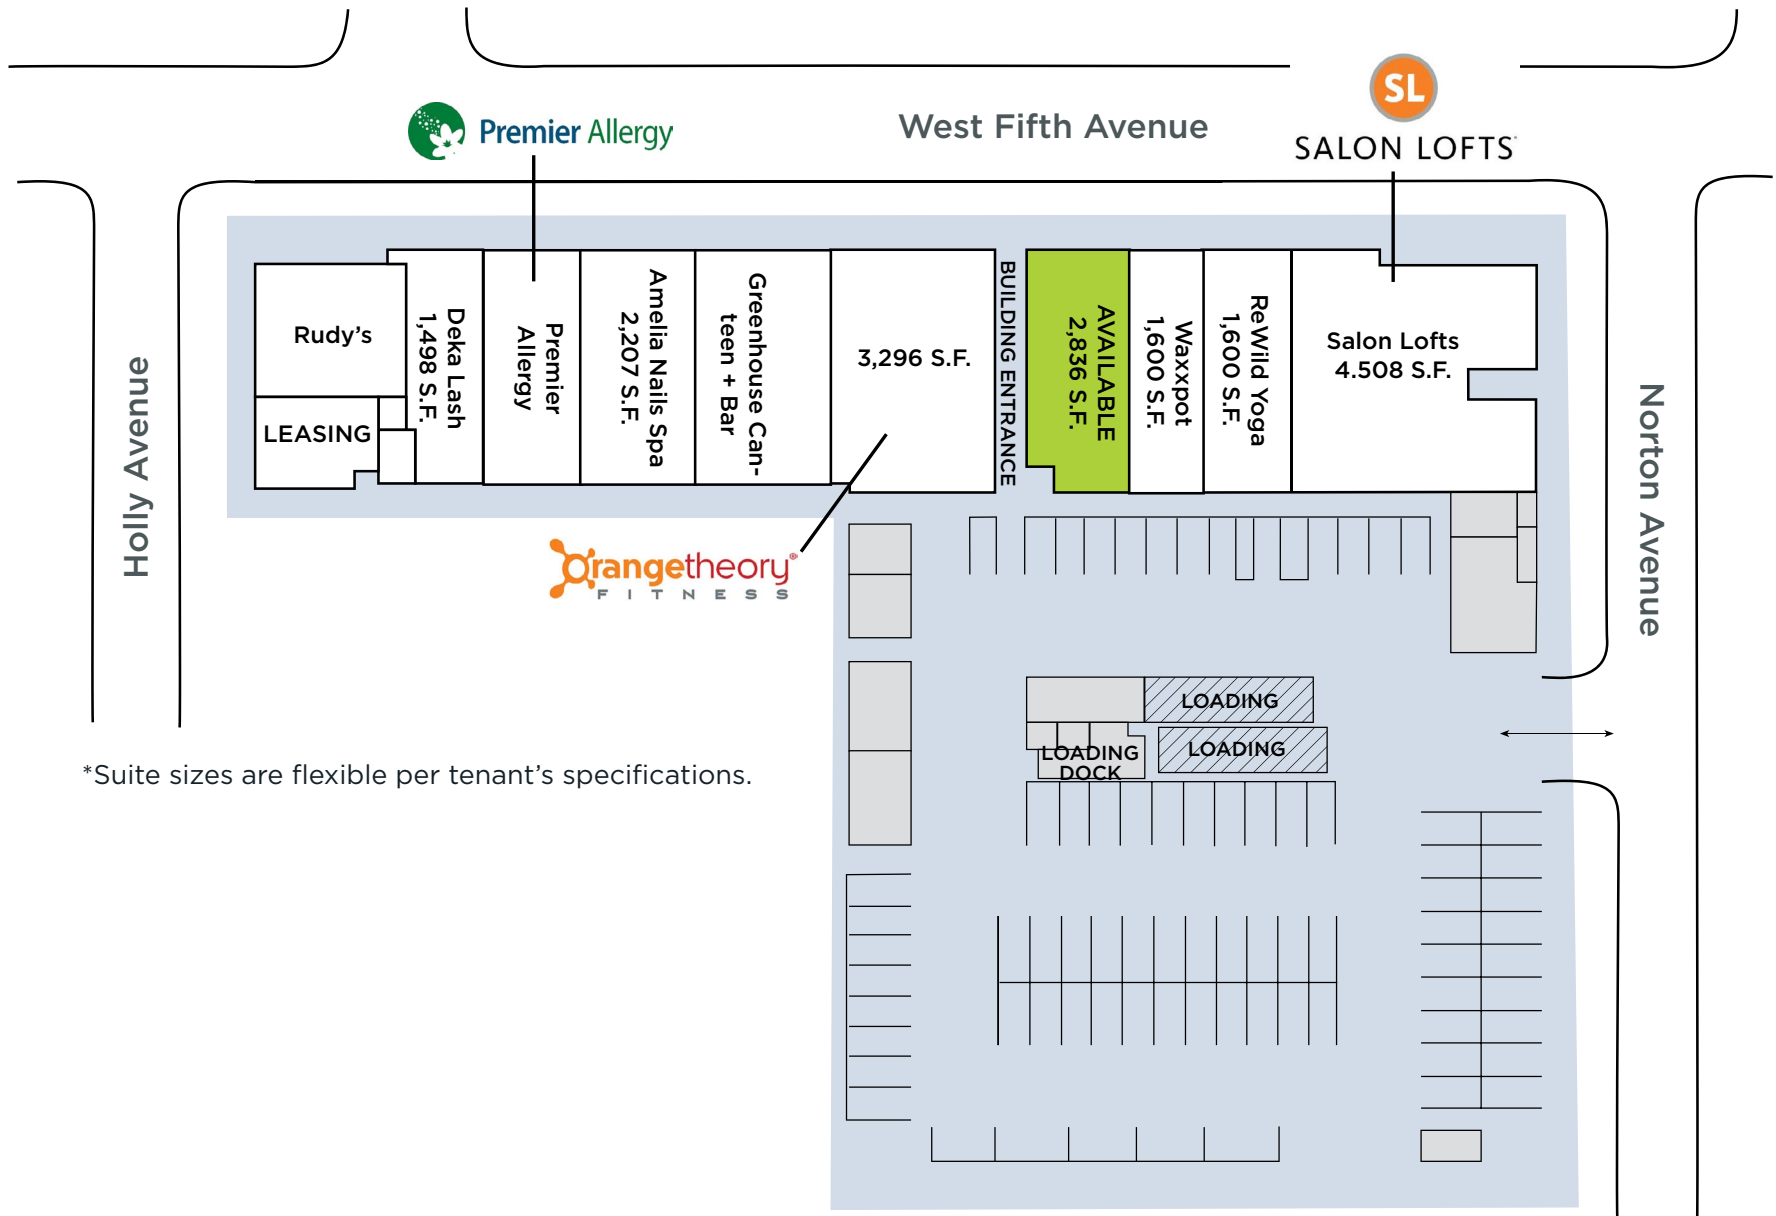 SL
SALON LOFTS
Premier Allergy
West Fifth Avenue
Rudy's
LEASING
Deka Lash
1,498 S.F.
Premier
Allergy
Amelia Nails Spa
2,207 S.F.
Greenhouse Can-
teen + Bar
3,296 S.F.
BUILDING ENTRANCE
AVAILABLE
2,836 S.F.
Waxxpot
1,600 S.F.
ReWild Yoga
1,600 S.F.
Salon Lofts
4.508 S.F.
Holly Avenue
Norton Avenue
Orangetheory®
FITNESS
LOADING
LOADING
LOADING
DOCK
*Suite sizes are flexible per tenant's specifications.